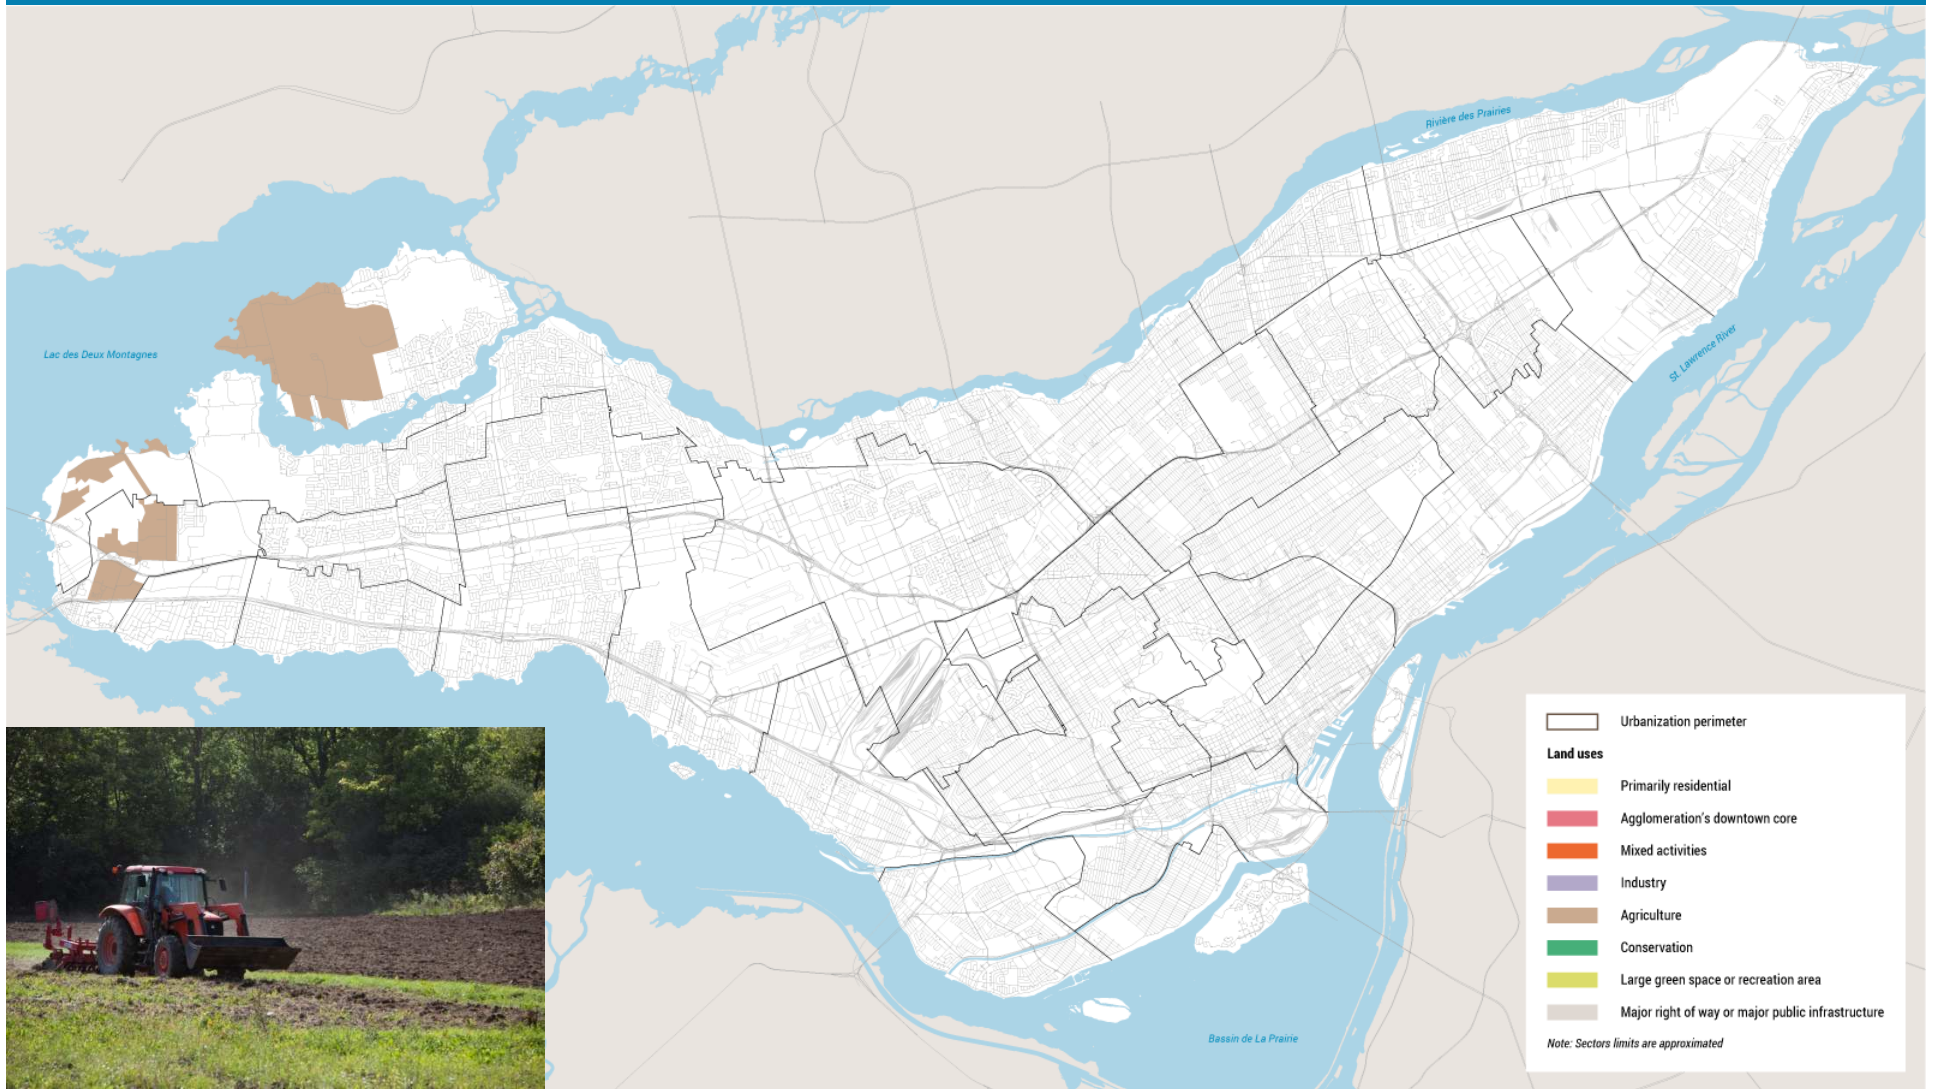 Rivière des Prairies
Lac des Deux Montagnes
St. Lawrence River
Bassin de La Prairie
Urbanization perimeter
Land uses
Primarily residential
Agglomeration's downtown core
Mixed activities
Industry
Agriculture
Conservation
Large green space or recreation area
Major right of way or major public infrastructure
Note: Sectors limits are approximated